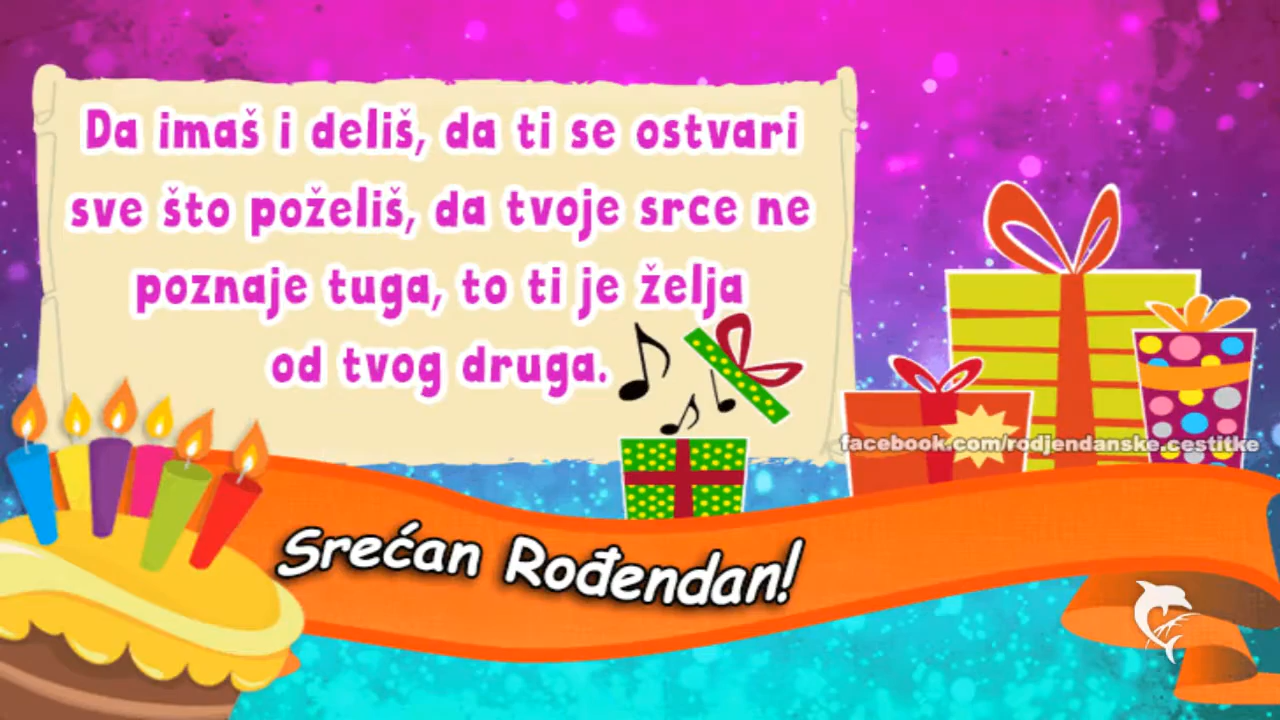 Da imaš i deliš, da ti se ostvari
sve što poželiš, da tvoje srce ne
poznaje tuga, to ti je želja
od tvog druga.
facebook.com/rodjendanske.cestitke
Srećan Rođendan!